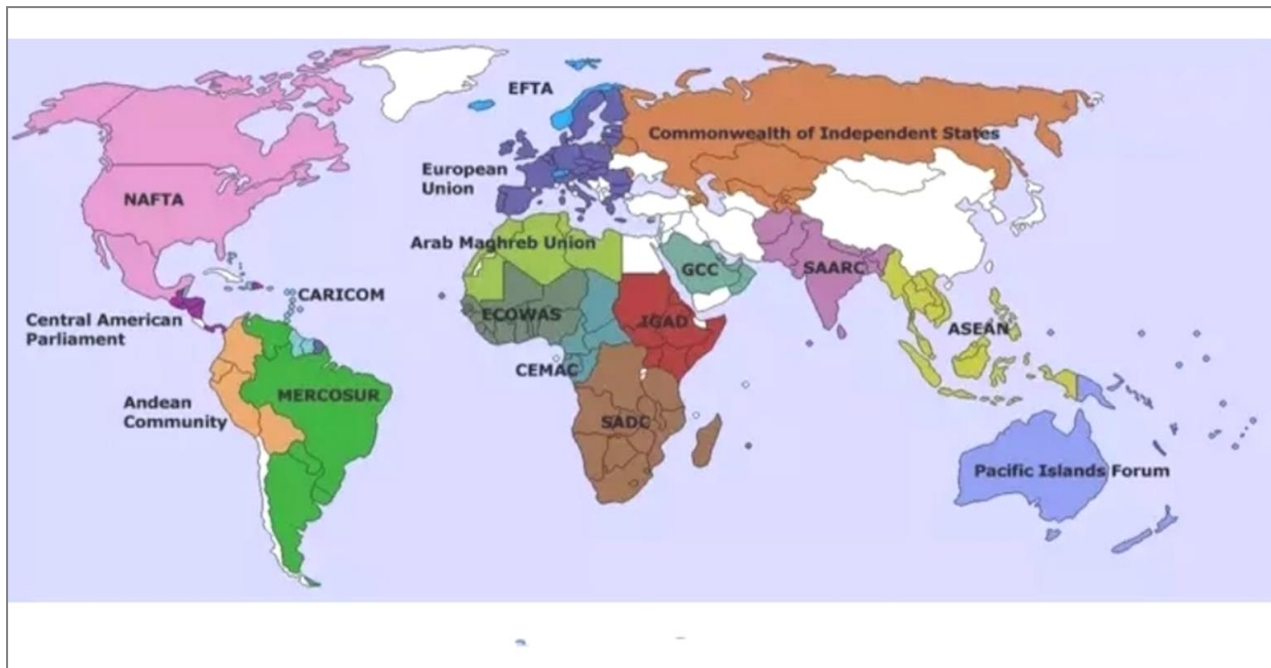 EFTA
Commonwealth of Independent States
European
Union
NAFTA
Arab Maghreb Union
GCC
SAARC
CARICOM
ECOWAS
IGAD
Central American
Parliament
ASEAN
CEMAC
MERCOSUR
Andean
Community
SADC
Pacific Islands Forum